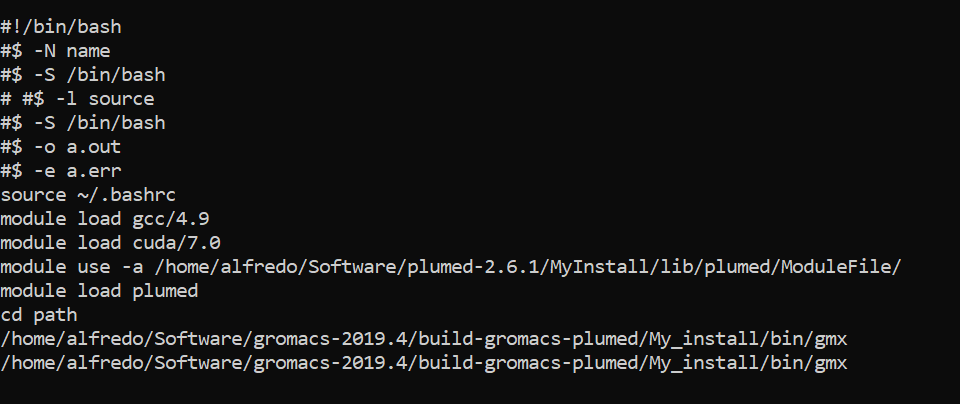 #!/bin/bash
#$ -N name
#$ -S /bin/bash
# #$ -l source
#$ -S /bin/bash
#$ -o a.out
#$ -e a.err
source ~/.bashrc
module load gcc/4.9
module load cuda/7.0
module use -a /home/alfredo/Software/plumed-2.6.1/MyInstall/lib/plumed/ModuleFile/
module load plumed
cd path
/home/alfredo/Software/gromacs-2019.4/build-gromacs-plumed/My_install/bin/gmx
/home/alfredo/Software/gromacs-2019.4/build-gromacs-plumed/My_install/bin/gmx